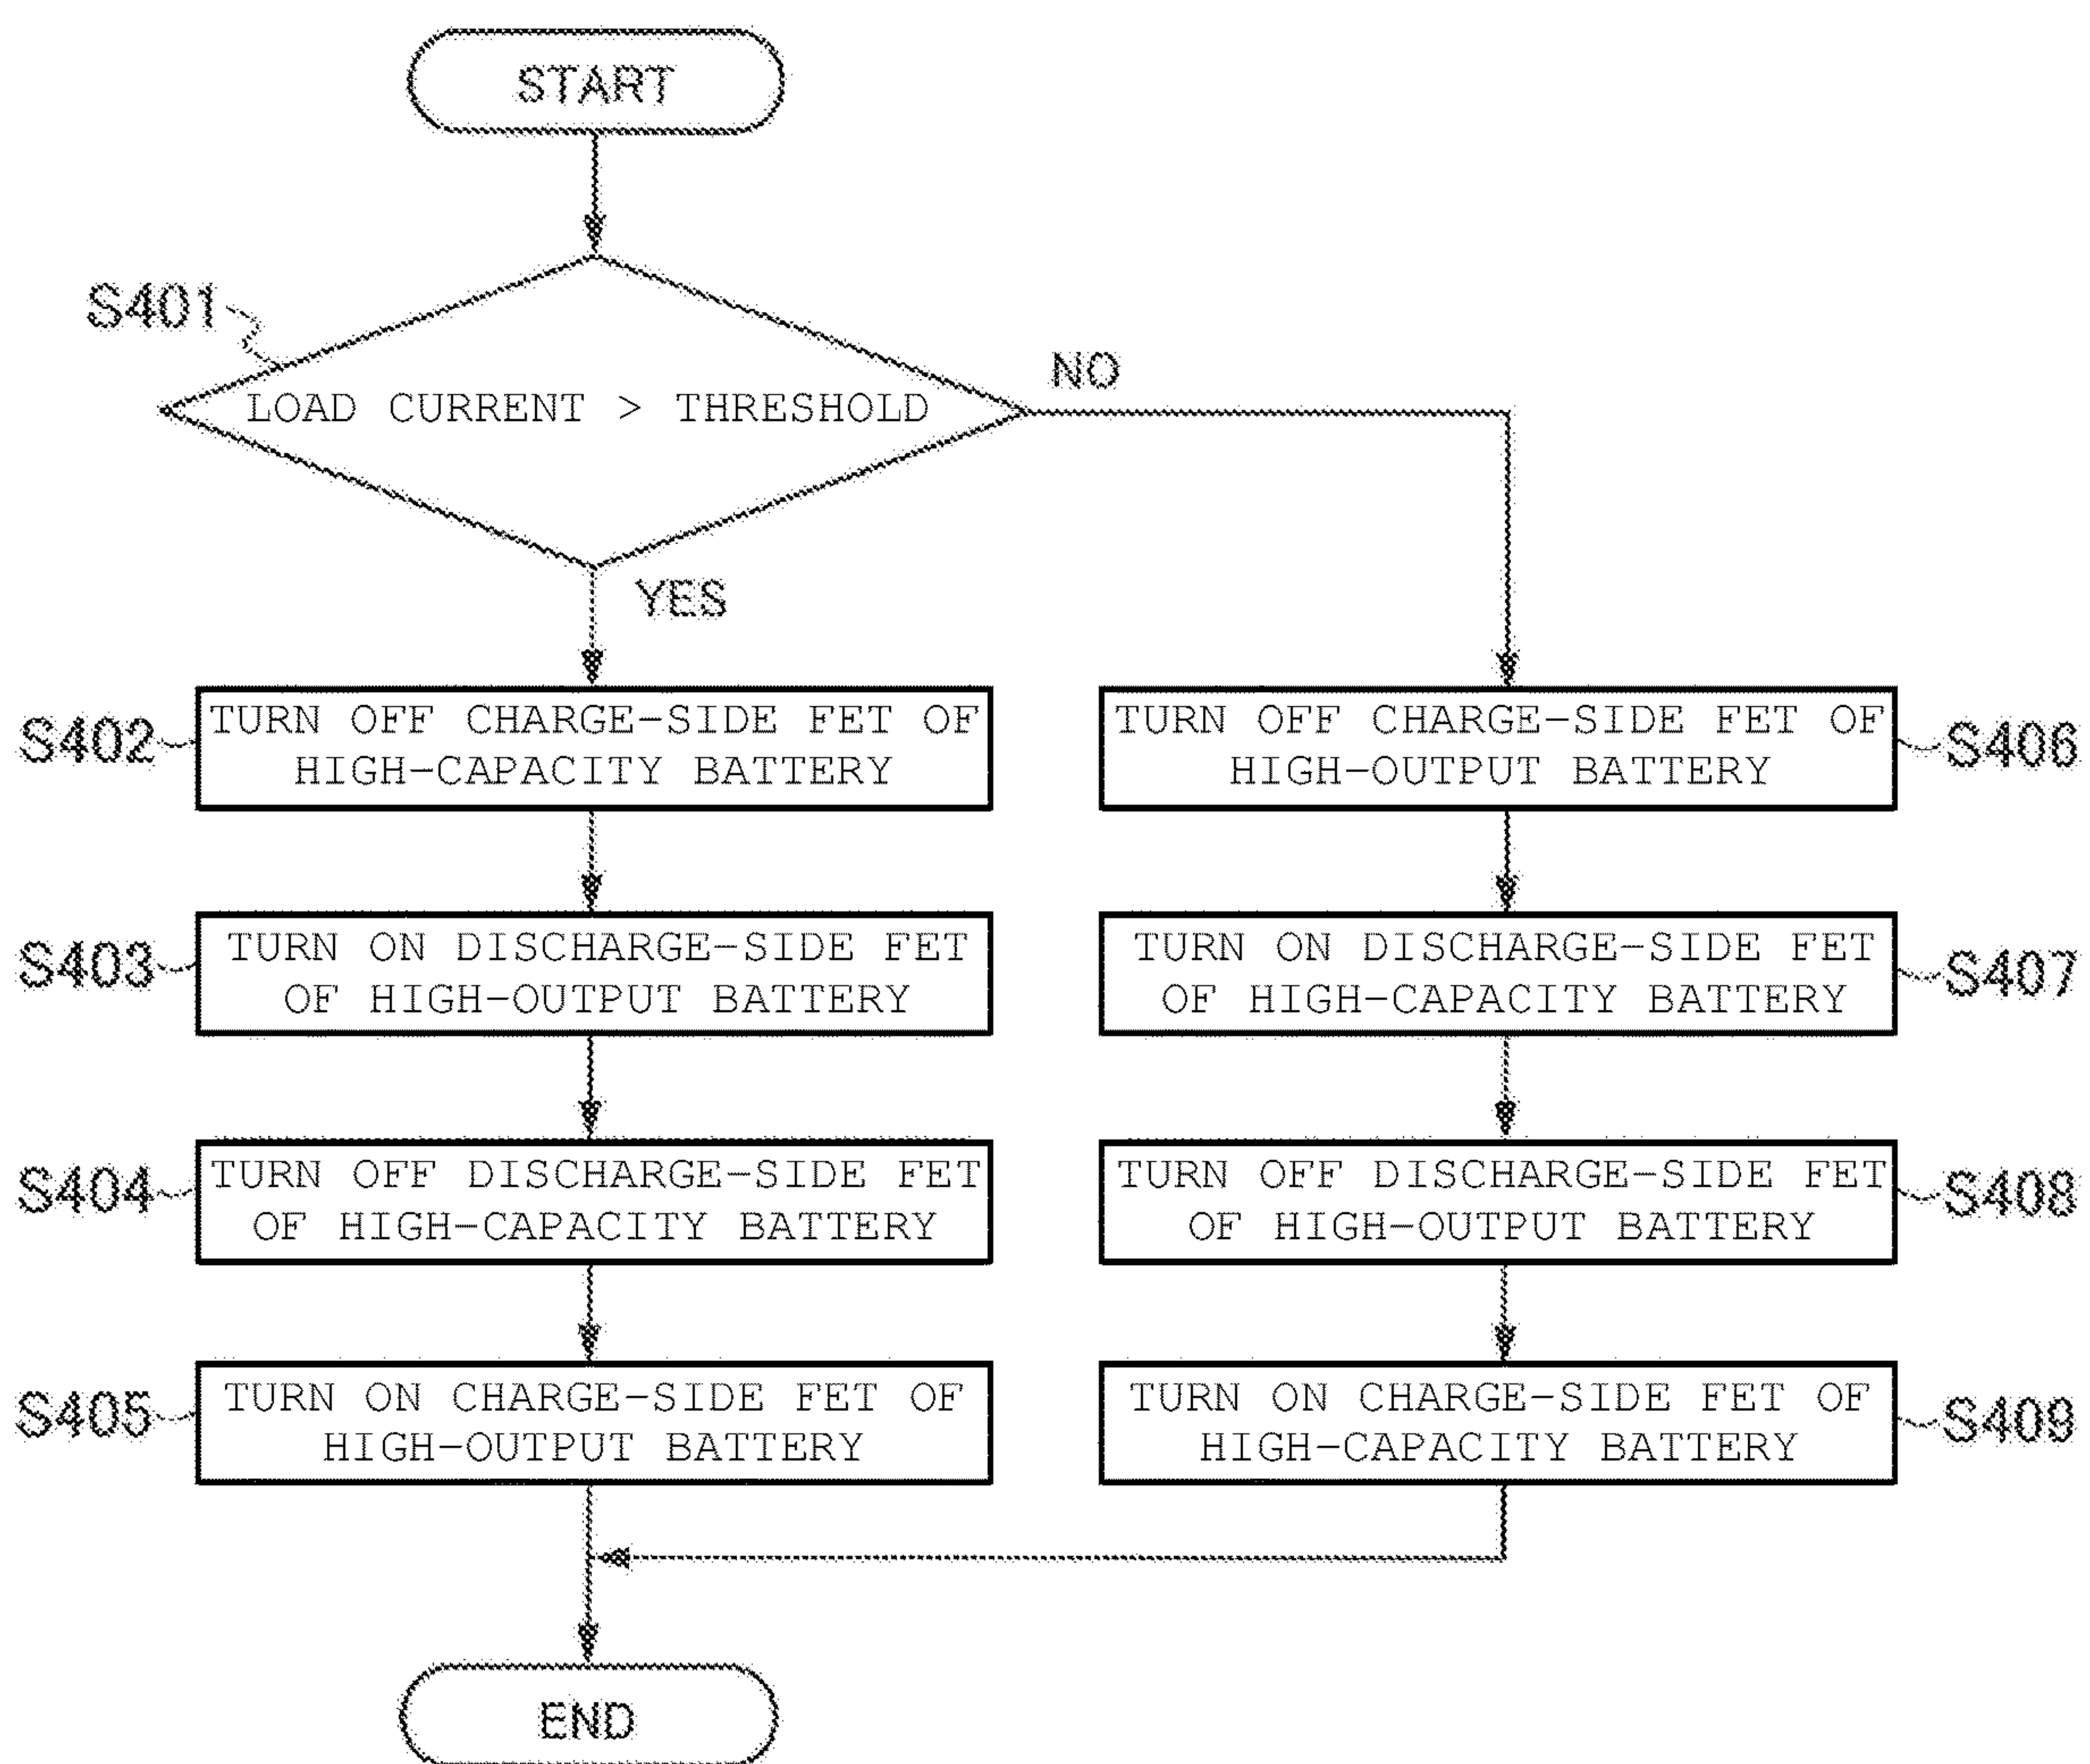 START
S401
LOAD CURRENT > THRESHOLD
NO
YES
S402
TURN OFF CHARGE-SIDE FET OF
HIGH-CAPACITY BATTERY
S403
TURN ON DISCHARGE-SIDE FET
OF HIGH-OUTPUT BATTERY
S404
TURN OFF DISCHARGE-SIDE FET
OF HIGH-CAPACITY BATTERY
S405
TURN ON CHARGE-SIDE FET OF
HIGH-OUTPUT BATTERY
TURN OFF CHARGE-SIDE FET OF
HIGH-OUTPUT BATTERY
S406
TURN ON DISCHARGE-SIDE FET
OF HIGH-CAPACITY BATTERY
S407
TURN OFF DISCHARGE-SIDE FET
OF HIGH-OUTPUT BATTERY
S408
TURN ON CHARGE-SIDE FET OF
HIGH-CAPACITY BATTERY
S409
END